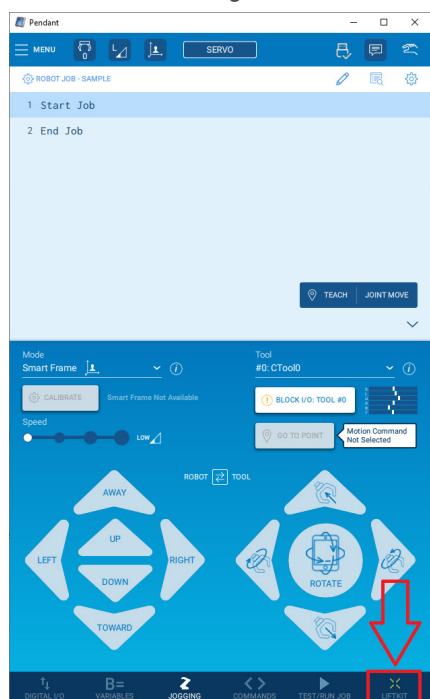 Pendant
MENU
0
L
SERVO
ROBOT JOB - SAMPLE
1 Start Job
2 End Job
TEACH
JOINT MOVE
Mode
Smart Frame
Tool
#0: CTool0
CALIBRATE
Smart Frame Not Available
BLOCK I/O: TOOL #0
Speed
LOW
GO TO POINT
Motion Command
Not Selected
ROBOT
TOOL
AWAY
UP
LEFT
RIGHT
DOWN
TOWARD
ROTATE
DIGITAL I/O
B=
VARIABLES
JOGGING
COMMANDS
TEST/RUN JOB
LIFTKIT